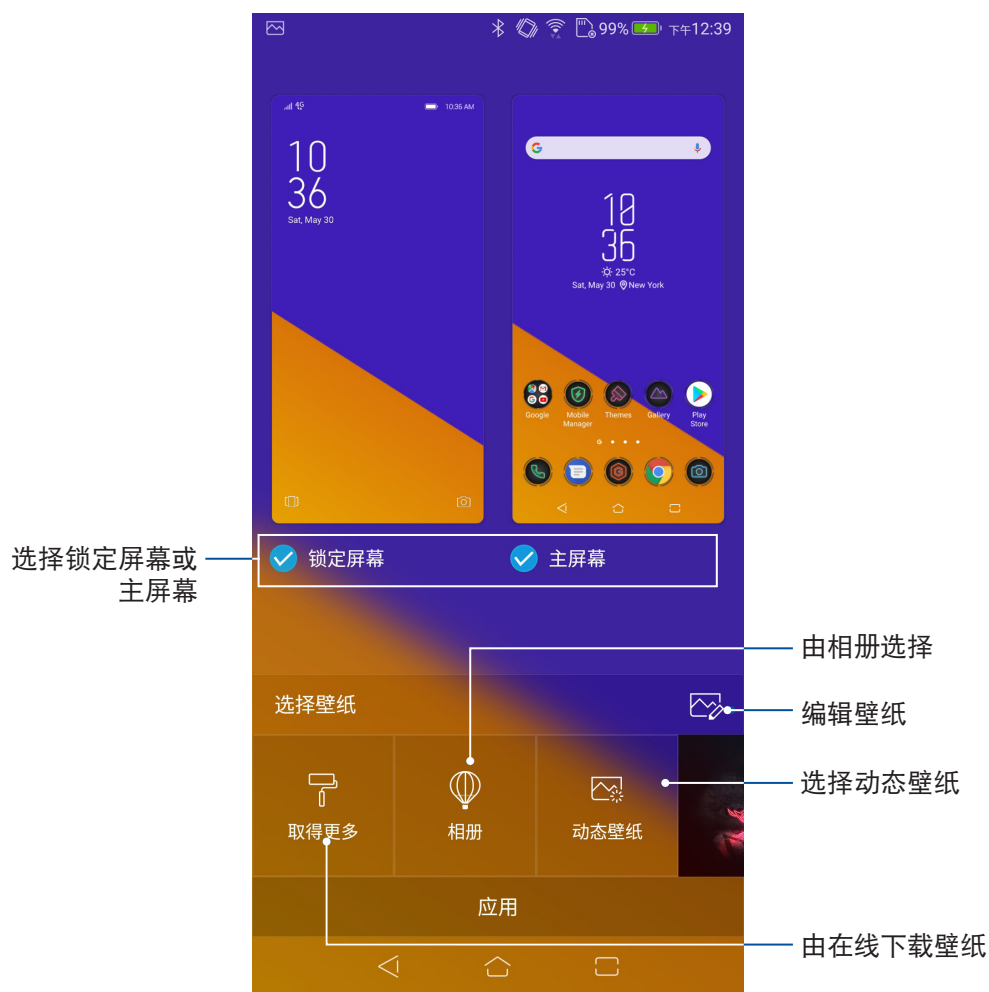 99% 下午12:39
4G 10:36 AM
10
36
Sat, May 30
10
36
25°C
Sat, May 30 New York
Google Mobile Manager Themes Gallery Play Store
选择锁定屏幕或
主屏幕
锁定屏幕 主屏幕
由相册选择
选择壁纸
编辑壁纸
选择动态壁纸
取得更多 相册 动态壁纸
应用
由在线下载壁纸